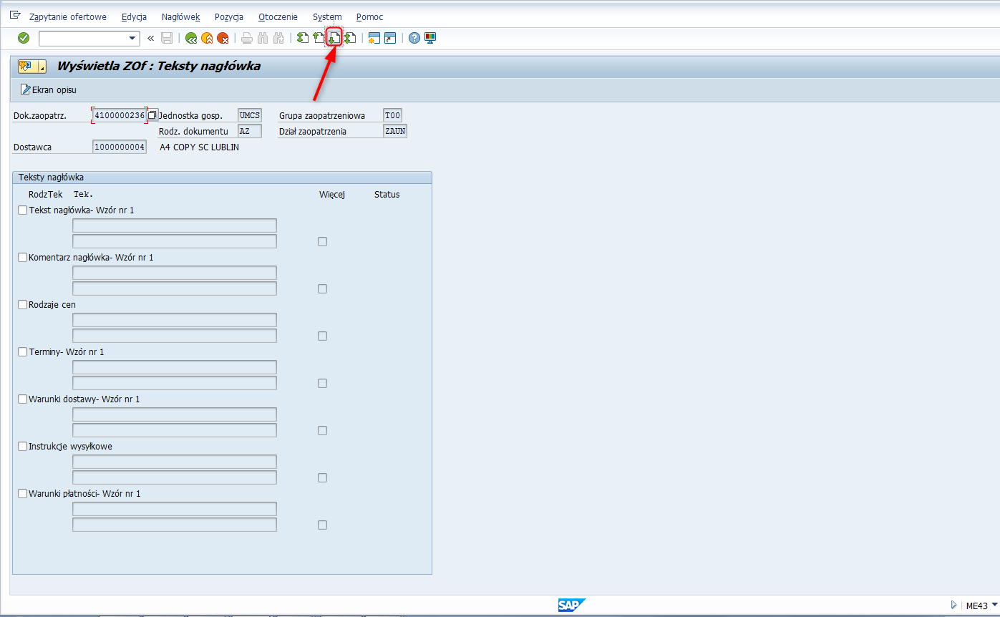 Zapytanie ofertowe Edycja Nagłówek Pozycja Otoczenie System Pomoc
Wyświetla ZOf : Teksty nagłówka
Ekran opisu
Dok.zaopatrz. 4100000236 Jednostka gosp. UMCS Grupa zaopatrzeniowa T00
Rodz. dokumentu AZ Dział zaopatrzenia ZAUN
Dostawca 1000000004 A4 COPY SC LUBLIN
Teksty nagłówka
RodzTek Tek. Więcej Status
Tekst nagłówka- Wzór nr 1
Komentarz nagłówka- Wzór nr 1
Rodzaje cen
Terminy- Wzór nr 1
Warunki dostawy- Wzór nr 1
Instrukcje wysyłkowe
Warunki płatności- Wzór nr 1
SAP ME43